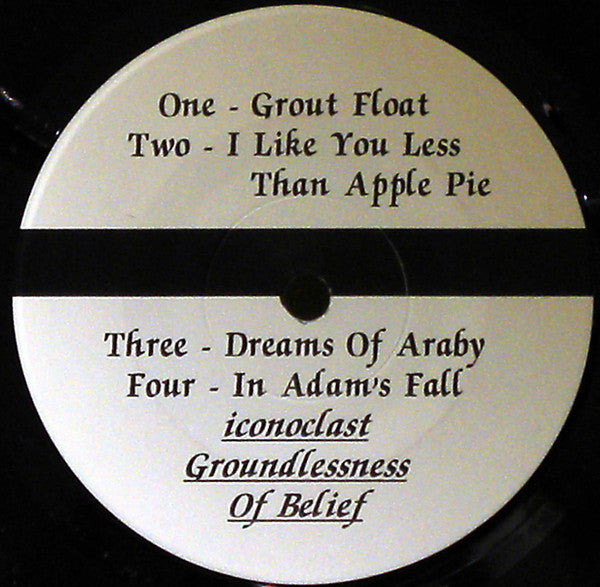 One - Grout Float
Two - I Like You Less
Than Apple Pie
Three - Dreams Of Araby
Four - In Adam's Fall
iconoclast
Groundlessness
Of Belief